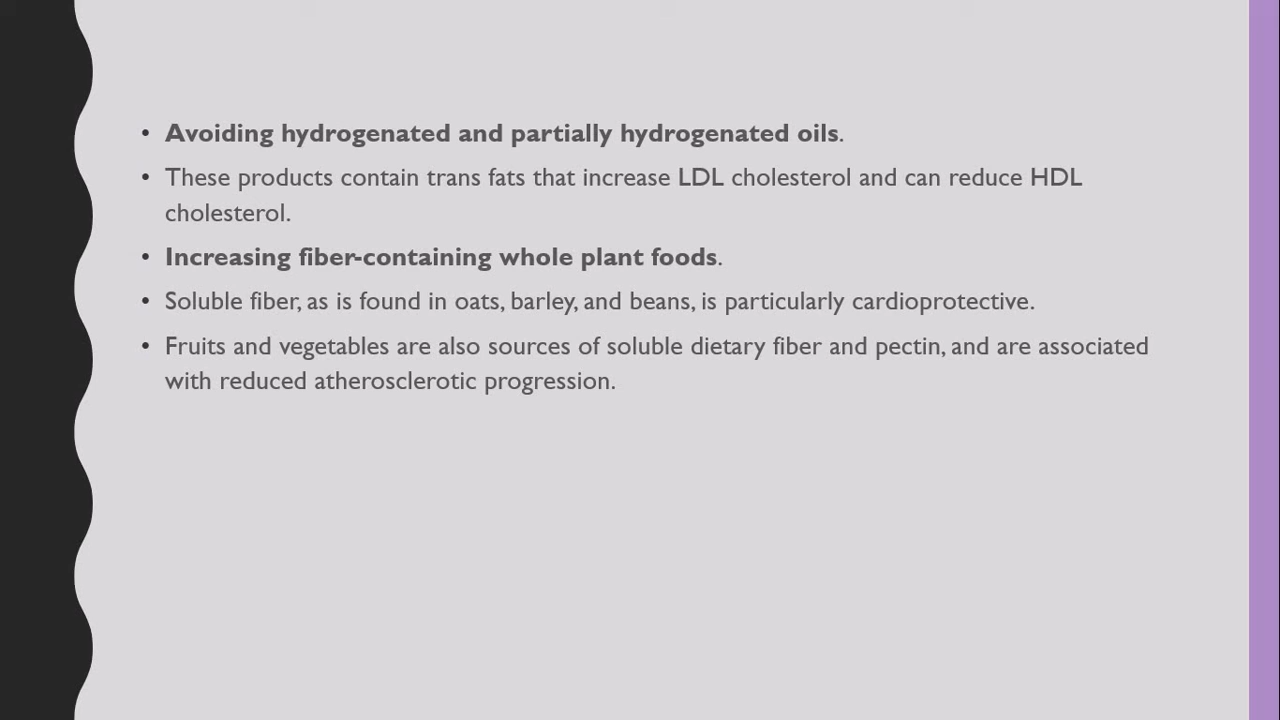 • Avoiding hydrogenated and partially hydrogenated oils.
• These products contain trans fats that increase LDL cholesterol and can reduce HDL
cholesterol.
• Increasing fiber-containing whole plant foods.
• Soluble fiber, as is found in oats, barley, and beans, is particularly cardioprotective.
• Fruits and vegetables are also sources of soluble dietary fiber and pectin, and are associated
with reduced atherosclerotic progression.